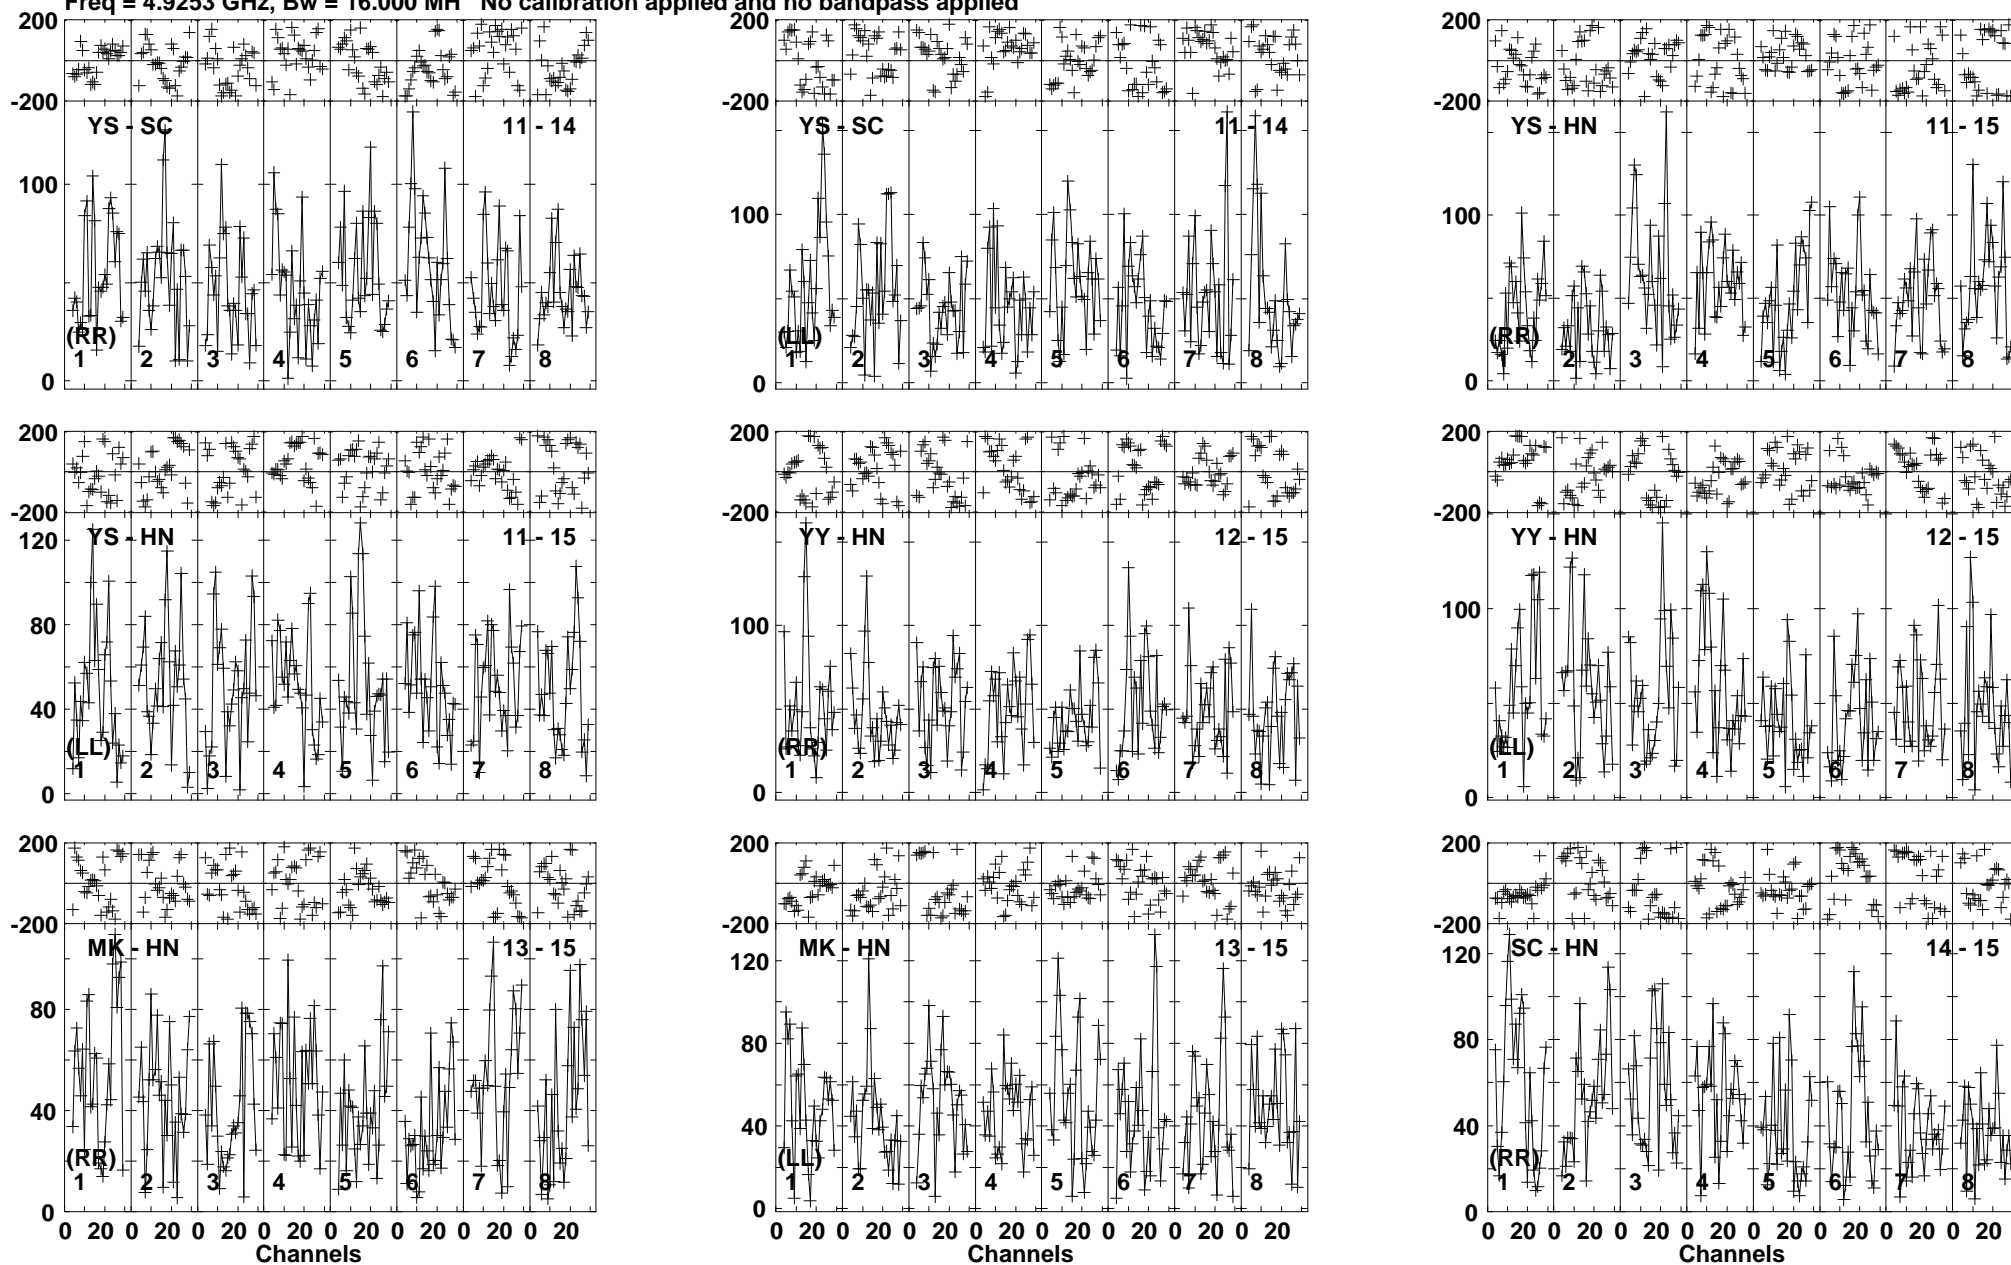 Freq = 4.9253 GHz, Bw = 16.000 MH No calibration applied and no bandpass applied
200 200 200
-200 -200 -200
YS - SC 11 - 14 YS - SC 11 - 14 YS - HN 11 - 15
100 100 100
(RR) (LL) (RR)
1 2 3 4 5 6 7 8 1 2 3 4 5 6 7 8 1 2 3 4 5 6 7 8
0 0 0
200 200 200
-200 -200 -200
YS - HN 11 - 15 YY - HN 12 - 15 YY - HN 12 - 15
120
80 100 100
40
(LL) (RR) (LL)
1 2 3 4 5 6 7 8 1 2 3 4 5 6 7 8 1 2 3 4 5 6 7 8
0 0 0
200 200 200
-200 -200 -200
MK - HN 13 - 15 MK - HN 13 - 15 SC - HN 14 - 15
120 120
80 80 80
40 40 40
(RR) (LL) (RR)
1 2 3 4 5 6 7 8 1 2 3 4 5 6 7 8 1 2 3 4 5 6 7 8
0 0 0
0 20 0 20 0 20 0 20 0 20 0 20 0 20 0 20 0 20 0 20 0 20 0 20 0 20 0 20 0 20 0 20 0 20 0 20 0 20 0 20 0 20 0 20 0 20 0 20
Channels Channels Channels